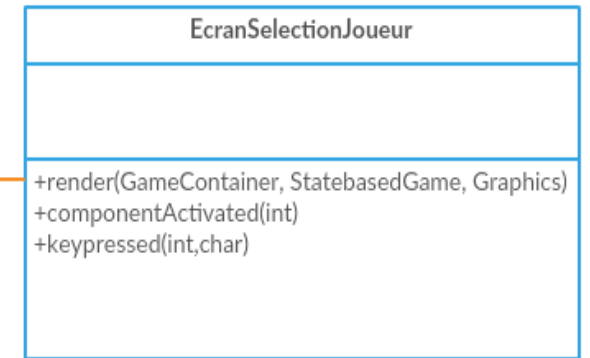 EcranSelectionJoueur
+render(GameContainer, StatebasedGame, Graphics)
+componentActivated(int)
+keypressed(int,char)